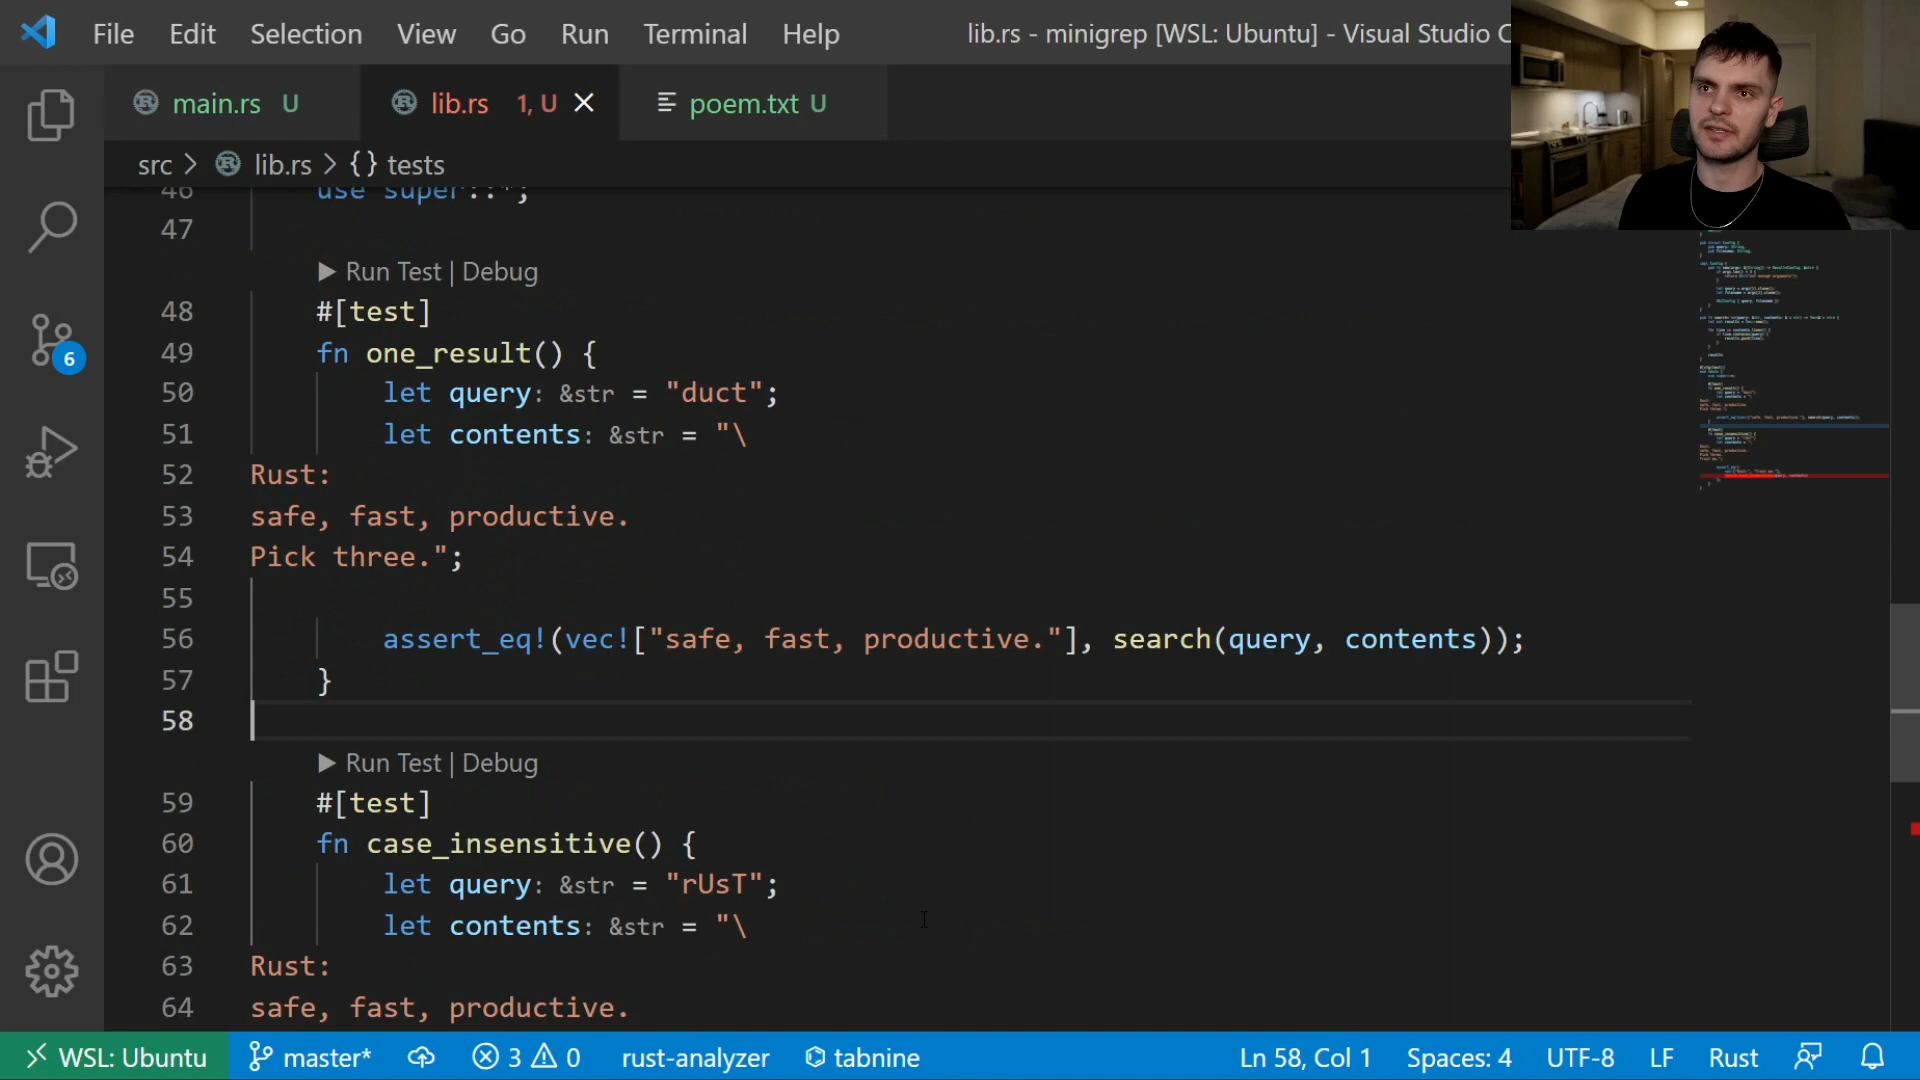 File Edit Selection View Go Run Terminal Help lib.rs - minigrep [WSL: Ubuntu] - Visual Studio C
main.rs U lib.rs 1, U poem.txt U
src > lib.rs > {} tests
46 use super::*;
47
▶ Run Test | Debug
48 #[test]
49 fn one_result() {
50 let query: &str = "duct";
51 let contents: &str = "\
52 Rust:
53 safe, fast, productive.
54 Pick three.";
55
56 assert_eq!(vec!["safe, fast, productive."], search(query, contents));
57 }
58
▶ Run Test | Debug
59 #[test]
60 fn case_insensitive() {
61 let query: &str = "rUsT";
62 let contents: &str = "\
63 Rust:
64 safe, fast, productive.
6
WSL: Ubuntu master* 3 0 rust-analyzer tabnine Ln 58, Col 1 Spaces: 4 UTF-8 LF Rust